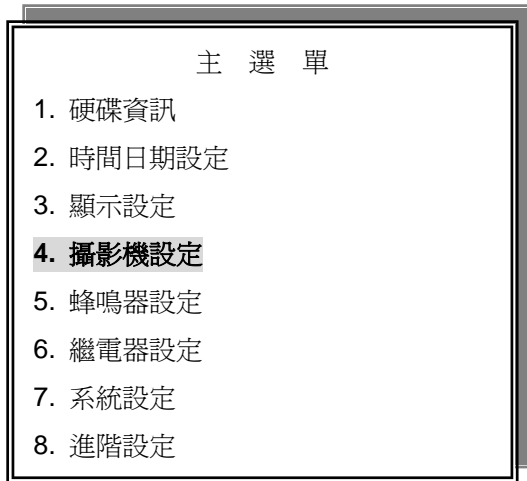 主 選 單
1. 硬碟資訊
2. 時間日期設定
3. 顯示設定
4. 攝影機設定
5. 蜂鳴器設定
6. 繼電器設定
7. 系統設定
8. 進階設定